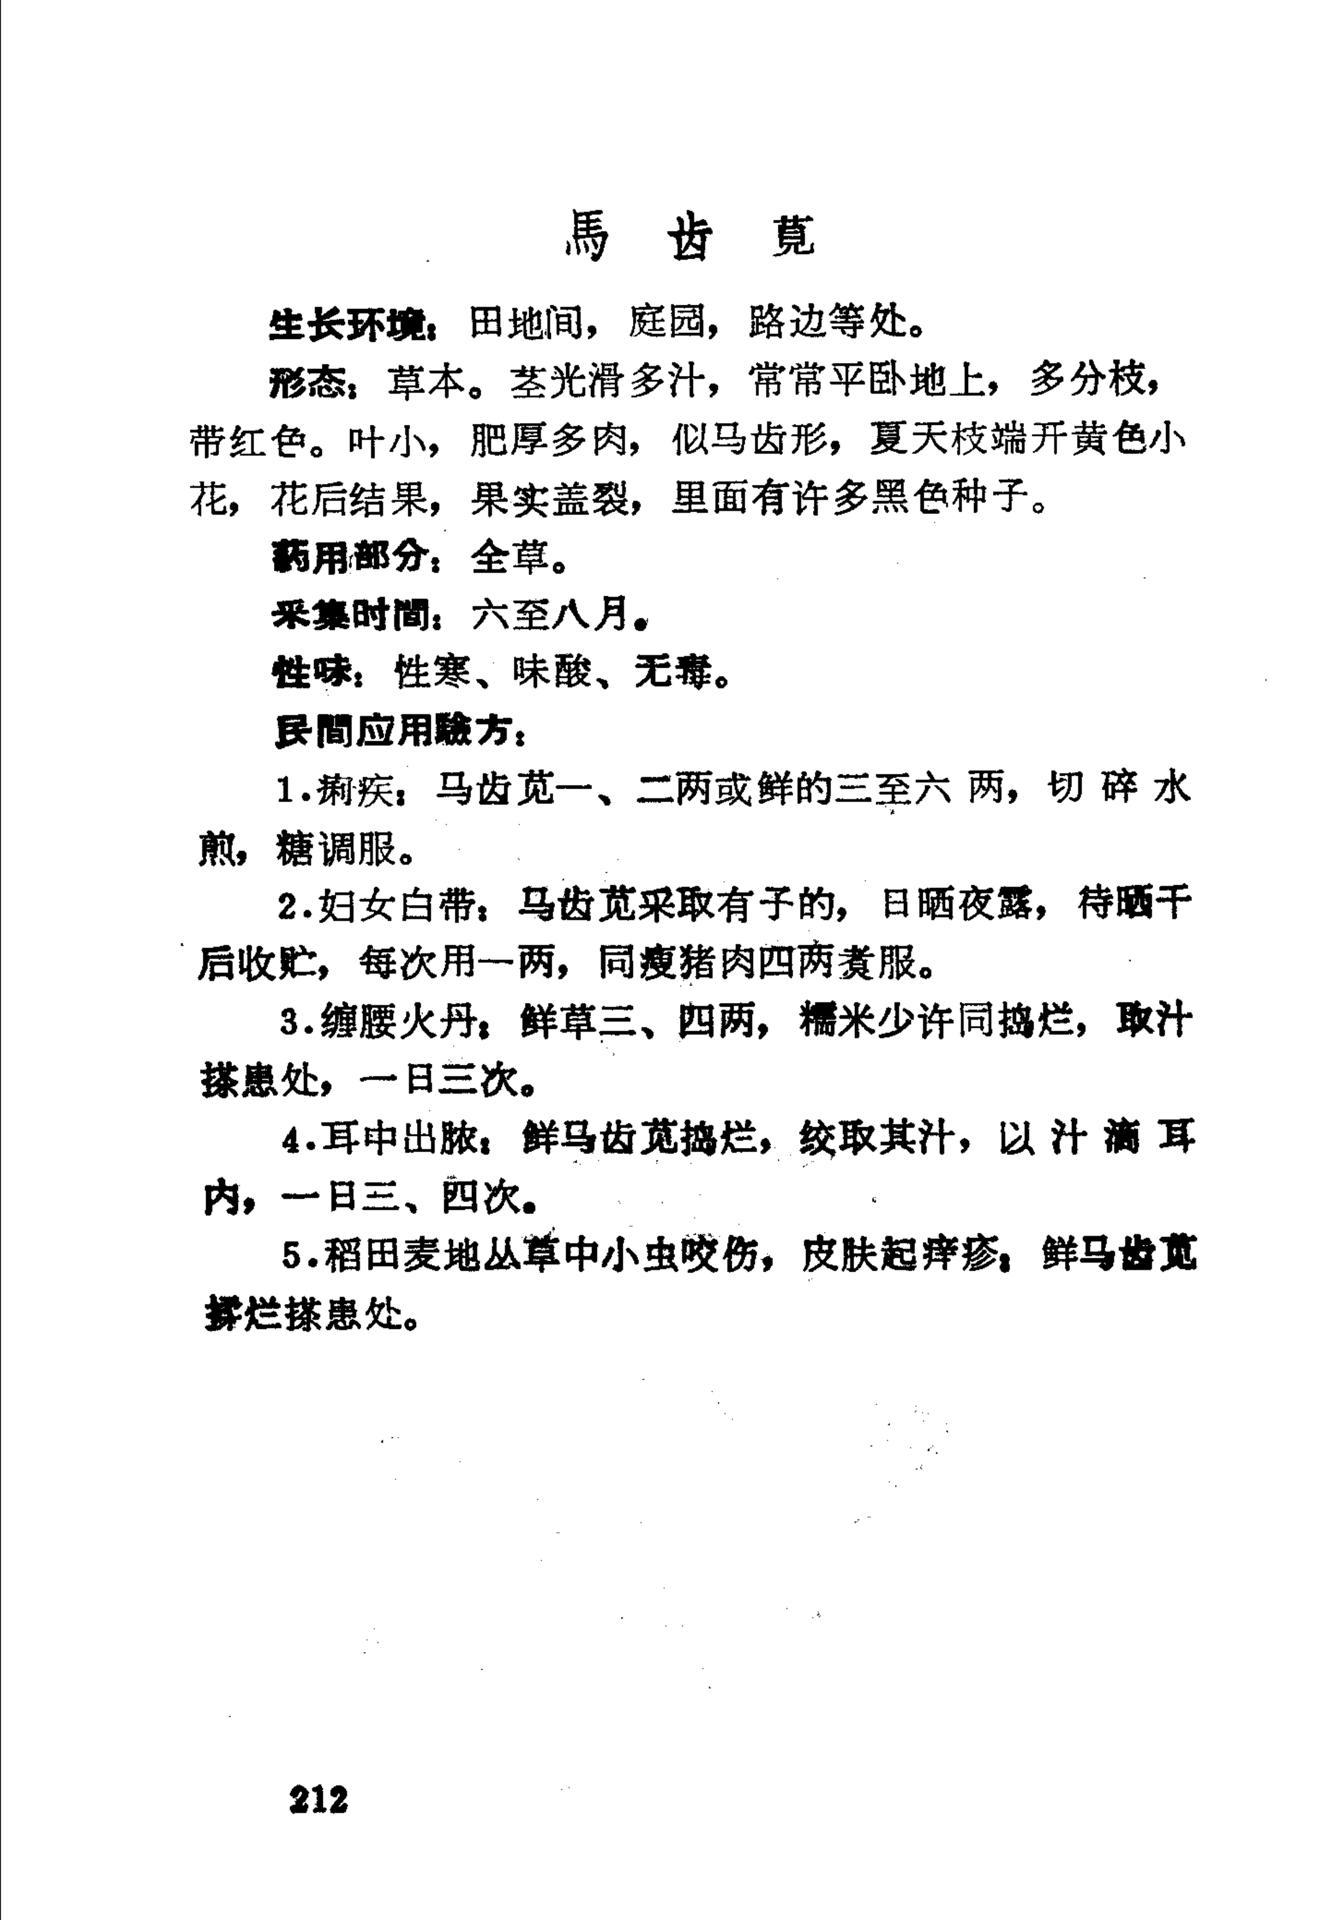 馬齿莧
生长环境：田地间，庭园，路边等处。
形态：草本。茎光滑多汁，常常平卧地上，多分枝，
带红色。叶小，肥厚多肉，似马齿形，夏天枝端开黄色小
花，花后结果，果实盖裂，里面有许多黑色种子。
药用部分：全草。
采集时間：六至八月。
性味：性寒、味酸、无毒。
民間应用驗方：
1.痢疾：马齿苋一、二两或鲜的三至六两，切碎水
煎，糖调服。
2.妇女白带：马齿苋采取有子的，日晒夜露，待晒干
后收贮，每次用一两，同瘦猪肉四两煮服。
3.缠腰火丹：鲜草三、四两，糯米少许同捣烂，取汁
搽患处，一日三次。
4.耳中出脓：鲜马齿苋捣烂，绞取其汁，以汁滴耳
内，一日三、四次。
5.稻田麦地丛草中小虫咬伤，皮肤起痒疹：鲜马齿苋
揉烂搽患处。
212